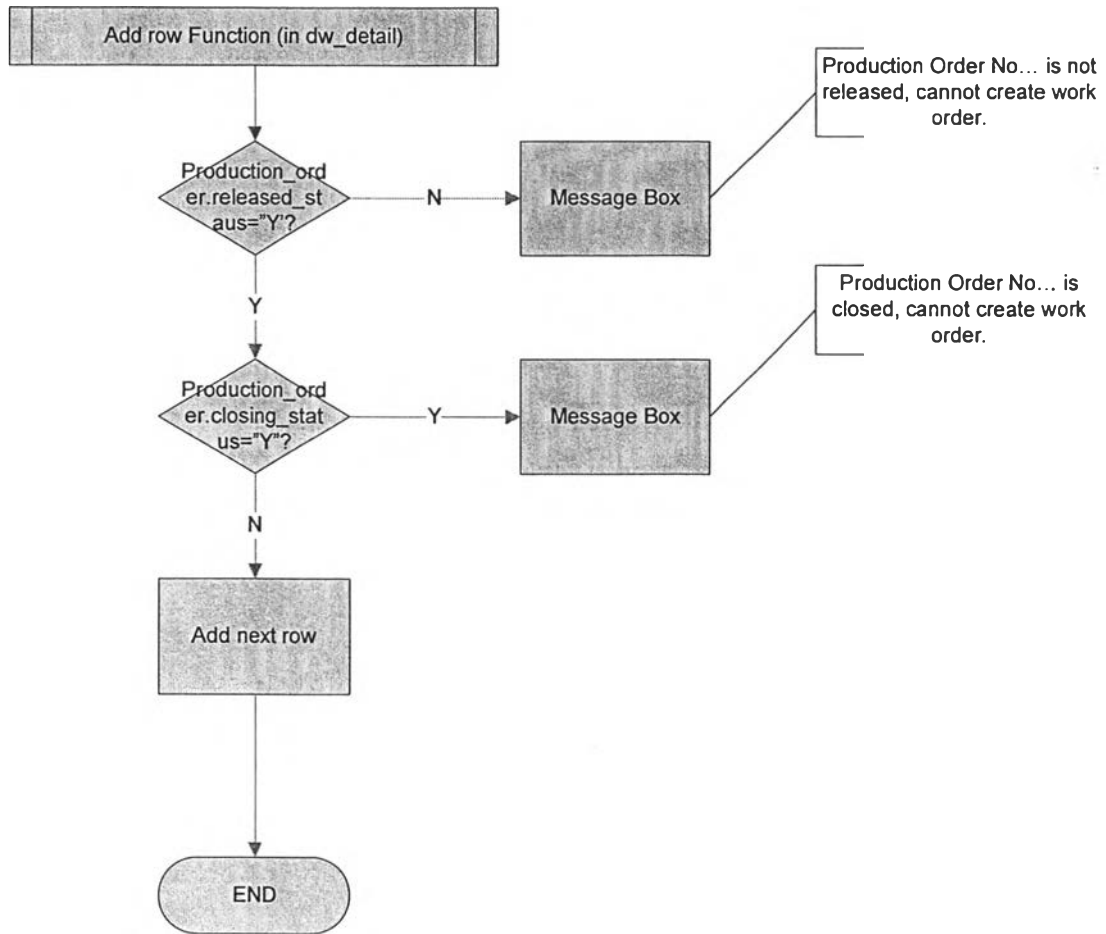 Add row Function (in dw_detail)
Production Order No... is not
released, cannot create work
order.
Production_ord
er.released_st
aus="Y'?
N
Message Box
Y
Production Order No... is
closed, cannot create work
order.
Production_ord
er.closing_stat
us="Y"?
Y
Message Box
N
Add next row
END